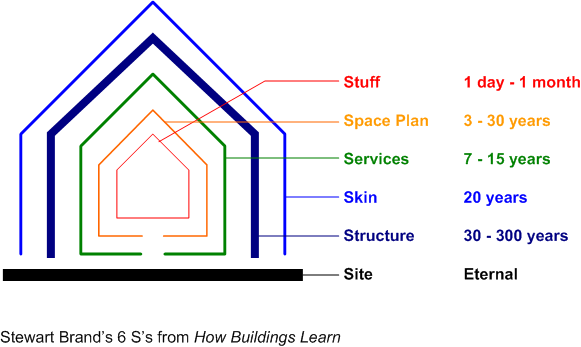 Stuff 1 day - 1 month
Space Plan 3 - 30 years
Services 7 - 15 years
Skin 20 years
Structure 30 - 300 years
Site Eternal
Stewart Brand’s 6 S’s from How Buildings Learn